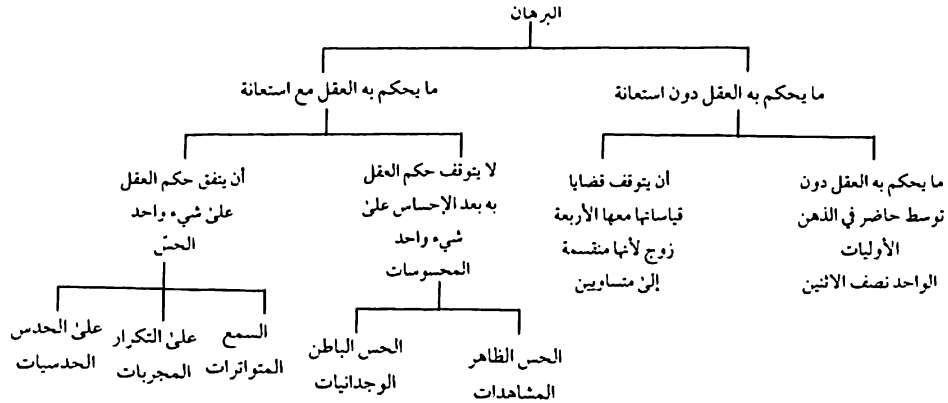 البرهان
ما يحكم به العقل دون استعانة
ما يحكم به العقل مع استعانة
ما يحكم به العقل دون
توسط حاضر في الذهن
الأوليات
الواحد نصف الاثنين
أن يتوقف قضايا
قياساتها معها الأربعة
زوج لأنها منقسمة
إلىٰ متساويين
لا يتوقف حكم العقل
به بعد الإحساس علىٰ
شيء واحد
المحسوسات
أن يتفق حكم العقل
علىٰ شيء واحد
الحسّ
الحس الظاهر
المشاهدات
الحس الباطن
الوجدانيات
السمع
المتواترات
علىٰ التكرار
المجربات
علىٰ الحدس
الحدسيات